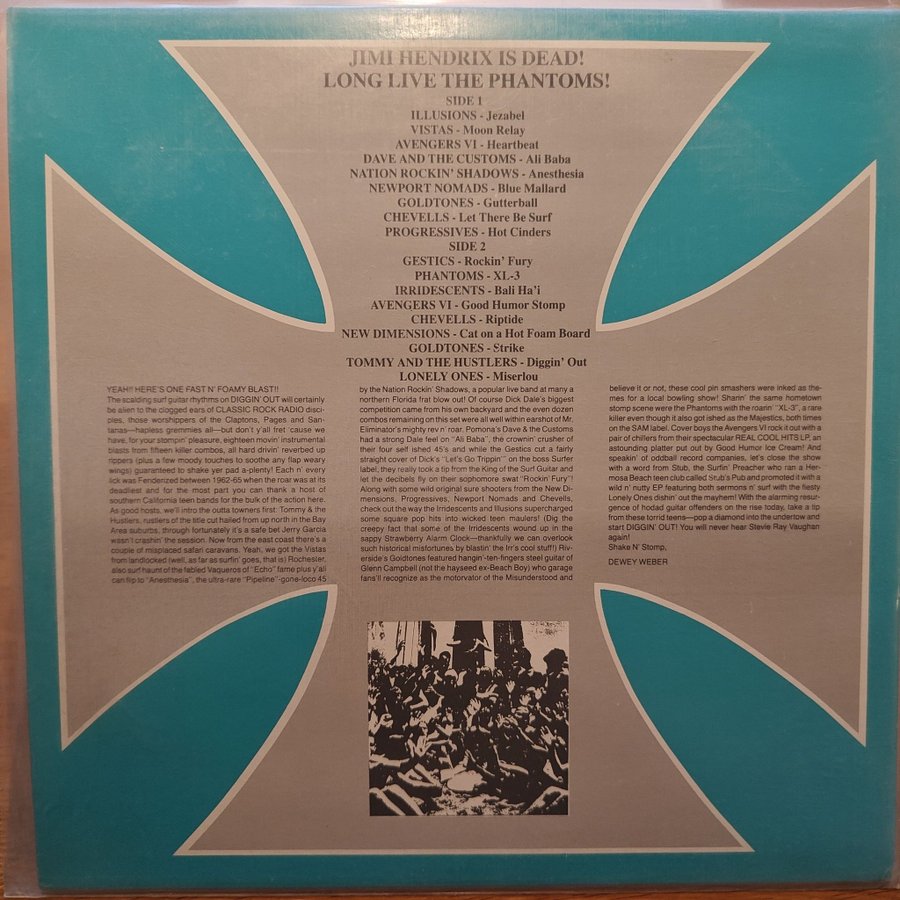 JIMI HENDRIX IS DEAD!
LONG LIVE THE PHANTOMS!
SIDE 1
ILLUSIONS - Jezabel
VISTAS - Moon Relay
AVENGERS VI - Heartbeat
DAVE AND THE CUSTOMS - Ali Baba
NATION ROCKIN' SHADOWS - Anesthesia
NEWPORT NOMADS - Blue Mallard
GOLDTONES - Gutterball
CHEVELLS - Let There Be Surf
PROGRESSIVES - Hot Cinders
SIDE 2
GESTICS - Rockin' Fury
PHANTOMS - XL-3
IRRIDESCENTS - Bali Ha'i
AVENGERS VI - Good Humor Stomp
CHEVELLS - Riptide
NEW DIMENSIONS - Cat on a Hot Foam Board
GOLDTONES - Strike
TOMMY AND THE HUSTLERS - Diggin' Out
LONELY ONES - Miserlou
YEAH!! HERE'S ONE FAST N' FOAMY BLAST!!
The scalding surf guitar rhythms on DIGGIN' OUT will certainly
be alien to the clogged ears of CLASSIC ROCK RADIO disci-
ples, those worshippers of the Claptons, Pages and San-
tanas—hapless gremmies all—but don't y'all fret 'cause we
have, for your stompin' pleasure, eighteen movin' instrumental
blasts from fifteen killer combos, all hard drivin' reverbed up
rippers (plus a few moody touches to soothe any flap weary
wings) guaranteed to shake yer pad a-plenty! Each n' every
lick was Fenderized between 1962-65 when the roar was at its
deadliest and for the most part you can thank a host of
southern California teen bands for the bulk of the action here.
As good hosts, we'll intro the outta towners first: Tommy & the
Hustlers, rustlers of the title cut hailed from up north in the Bay
Area suburbs, through fortunately it's a safe bet Jerry Garcia
wasn't crashin' the session. Now from the east coast there's a
couple of misplaced safari caravans. Yeah, we got the Vistas
from landlocked (well, as far as surfin' goes, that is) Rochester,
also surf haunt of the fabled Vaqueros of "Echo" fame plus y'all
can flip to "Anesthesia", the ultra-rare "Pipeline"-gone-loco 45
by the Nation Rockin' Shadows, a popular live band at many a
northern Florida frat blow out! Of course Dick Dale's biggest
competition came from his own backyard and the even dozen
combos remaining on this set were all well within earshot of Mr.
Eliminator's mighty rev n' roar. Pomona's Dave & the Customs
had a strong Dale feel on "Ali Baba", the crownin' crusher of
their four self ished 45's and while the Gestics cut a fairly
straight cover of Dick's "Let's Go Trippin'" on the boss Surfer
label, they really took a tip from the King of the Surf Guitar and
let the decibels fly on their sophomore swat "Rockin' Fury"!
Along with some wild original sure shooters from the New Di-
mensions, Progressives, Newport Nomads and Chevells,
check out the way the Irridescents and Illusions supercharged
some square pop hits into wicked teen maulers! (Dig the
creepy fact that some of the Irridescents wound up in the
sappy Strawberry Alarm Clock—thankfully we can overlook
such historical misfortunes by blastin' the Irr's cool stuff!) Riv-
erside's Goldtones featured hangin'-ten-fingers steel guitar of
Glenn Campbell (not the hayseed ex-Beach Boy) who garage
fans'll recognize as the motorvator of the Misunderstood and
believe it or not, these cool pin smashers were inked as the-
mes for a local bowling show! Sharin' the same hometown
stomp scene were the Phantoms with the roarin' "XL-3", a rare
killer even though it also got ished as the Majestics, both times
on the SAM label. Cover boys the Avengers VI rock it out with a
pair of chillers from their spectacular REAL COOL HITS LP, an
astounding platter put out by Good Humor Ice Cream! And
speakin' of oddball record companies, let's close the show
with a word from Stub, the Surfin' Preacher who ran a Her-
mosa Beach teen club called Stub's Pub and promoted it with a
wild n' nutty EP featuring both sermons n' surf with the fiesty
Lonely Ones dishin' out the mayhem! With the alarming resur-
gence of hodad guitar offenders on the rise today, take a tip
from these torrid teens—pop a diamond into the undertow and
start DIGGIN' OUT! You will never hear Stevie Ray Vaughan
again!
Shake N' Stomp,
DEWEY WEBER